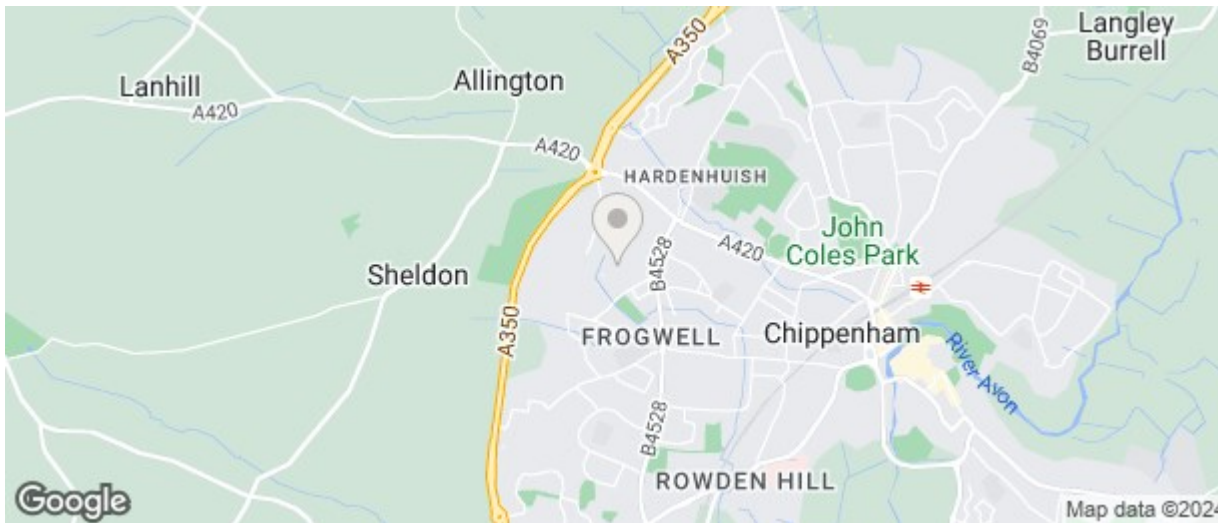 A350
B4069
Langley
Burrell
Lanhill
Allington
A420
A420
HARDENHUISH
John
Coles Park
A420
B4528
Sheldon
A350
FROGWELL
Chippenham
River Avon
B4528
ROWDEN HILL
Google
Map data ©2024